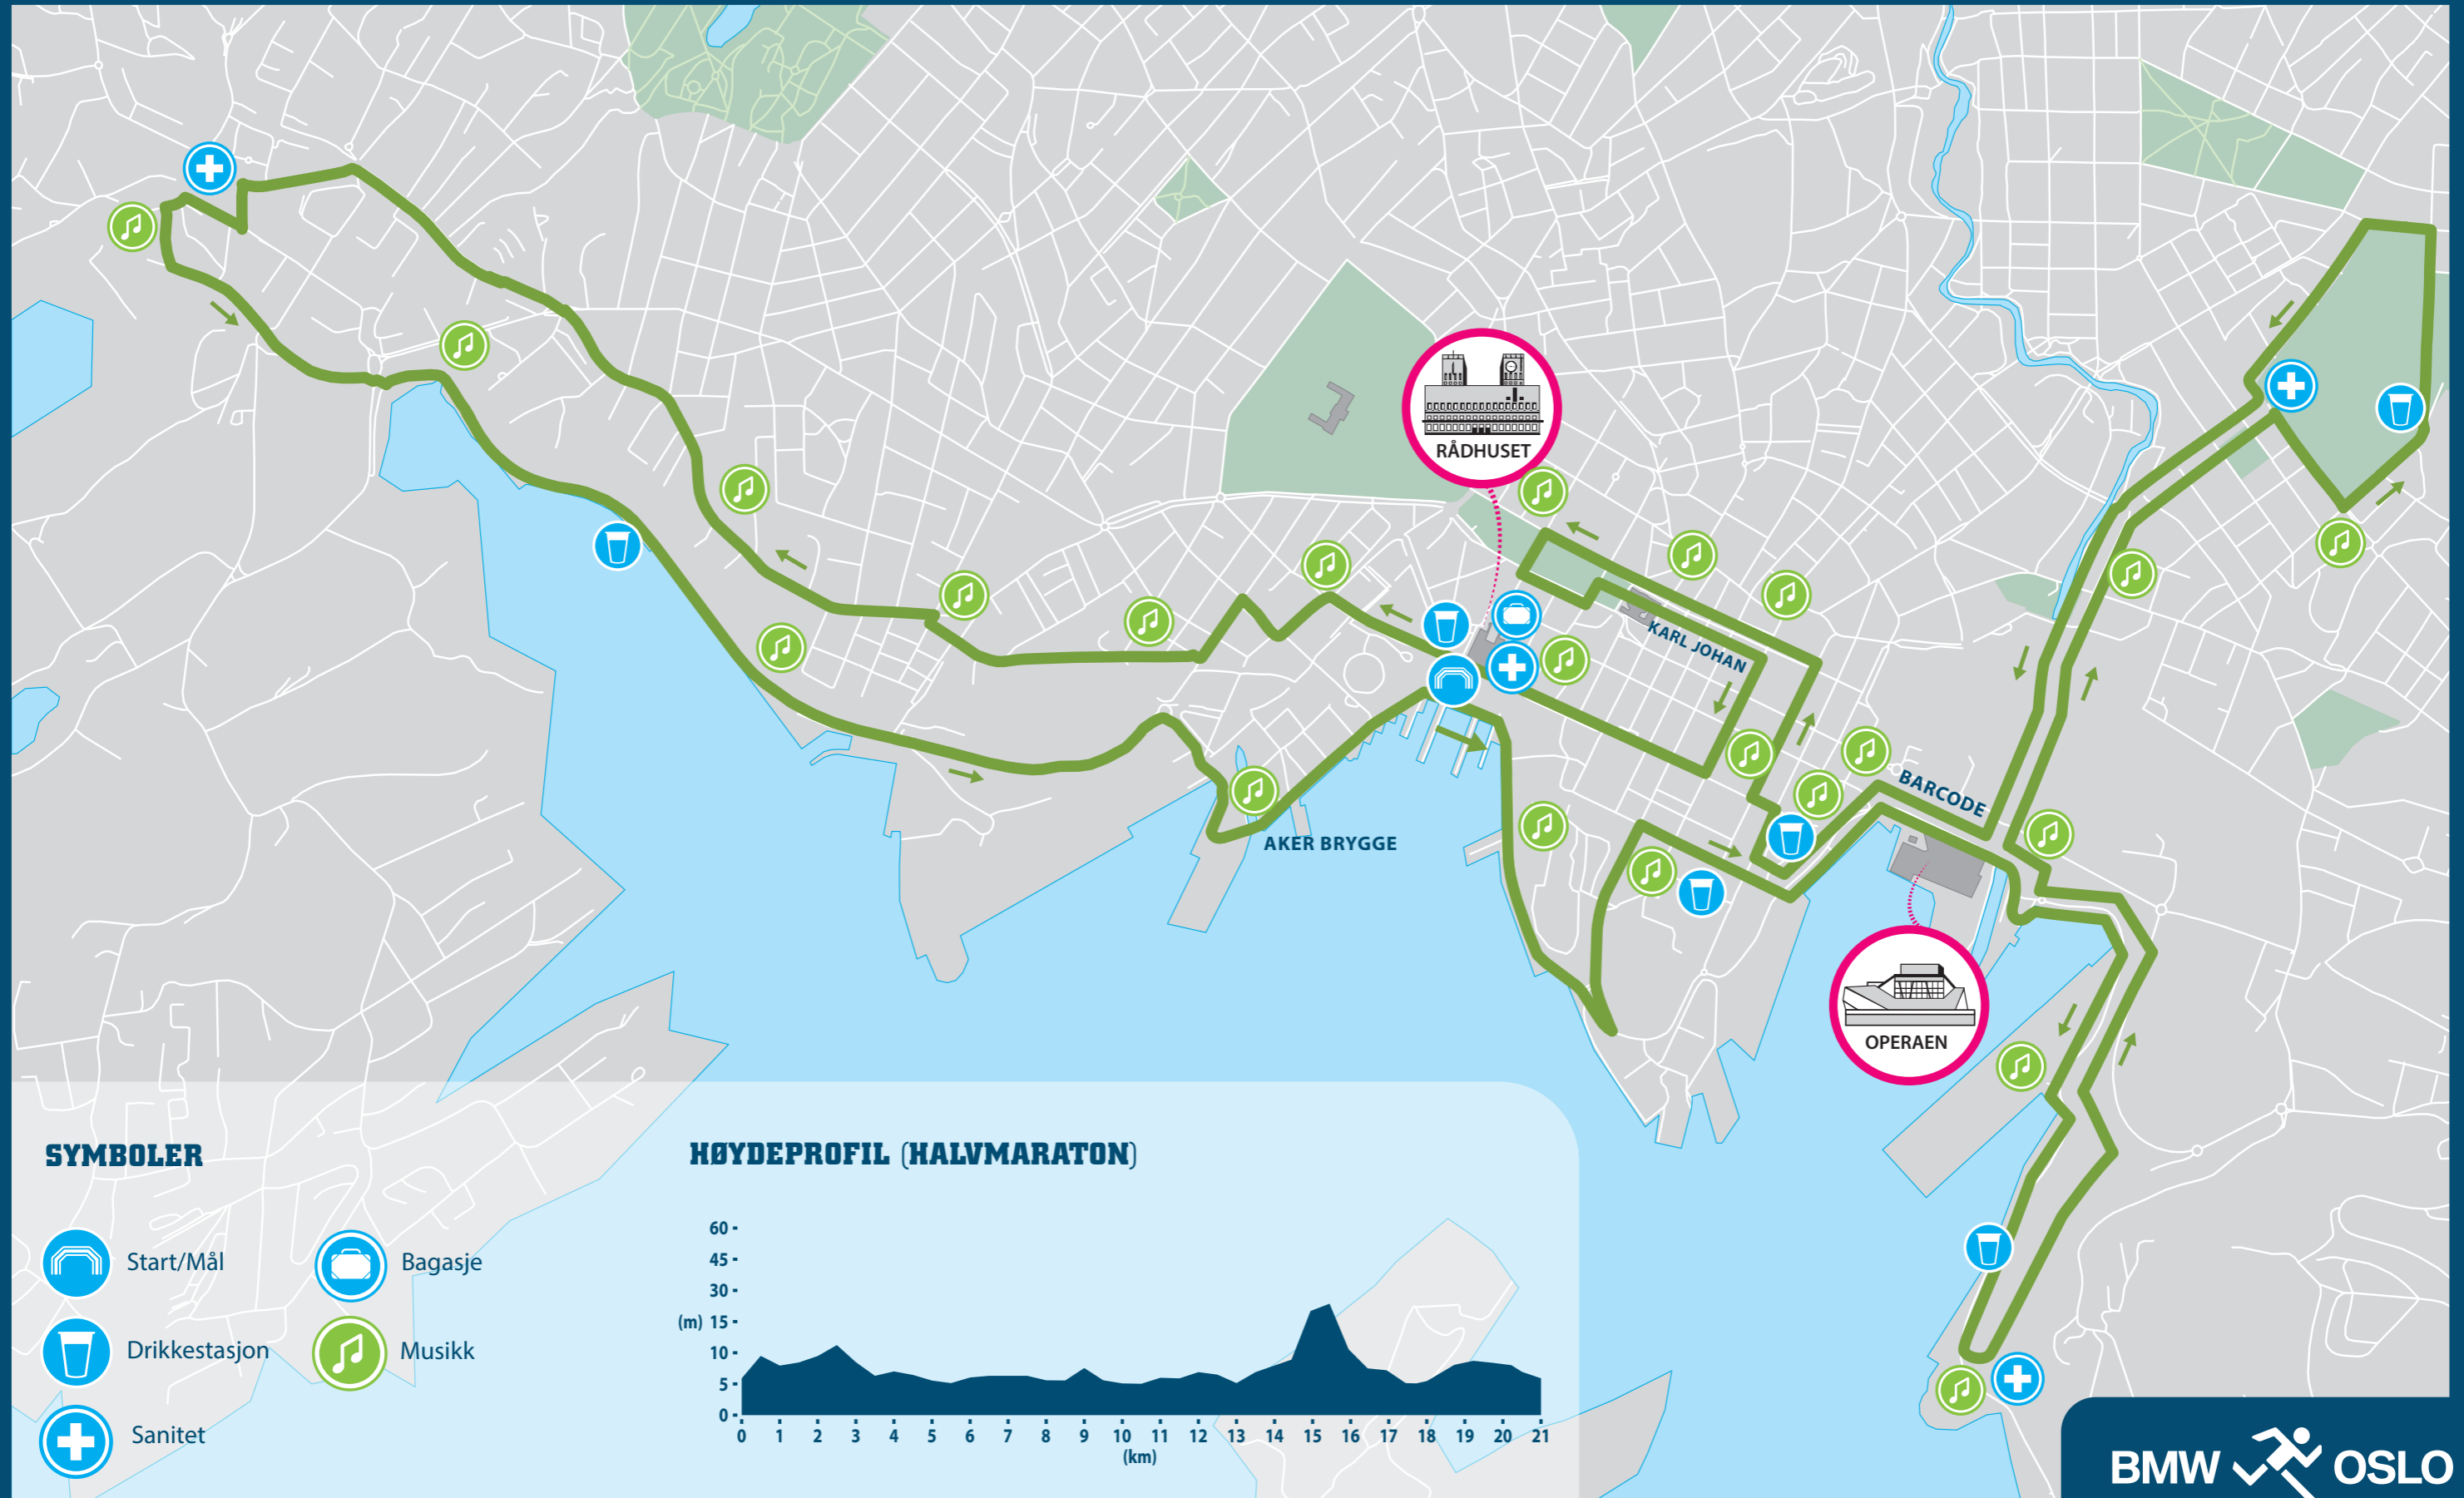 RÅDHUSET
KARL JOHAN
BARCODE
AKER BRYGGE
OPERAEN
SYMBOLER
Start/Mål
Bagasje
Drikkestasjon
Musikk
Sanitet
HØYDEPROFIL (HALVMARATON)
60
45
30
(m) 15
10
5
0
0 1 2 3 4 5 6 7 8 9 10 11 12 13 14 15 16 17 18 19 20 21
(km)
BMW OSLO